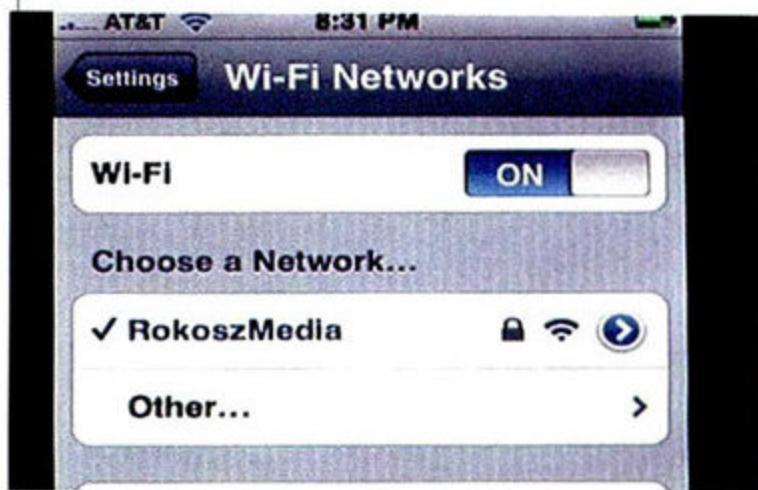 AT&T 8:31 PM
Settings Wi-Fi Networks
Wi-Fi ON
Choose a Network...
✓ RokoszMedia
Other...